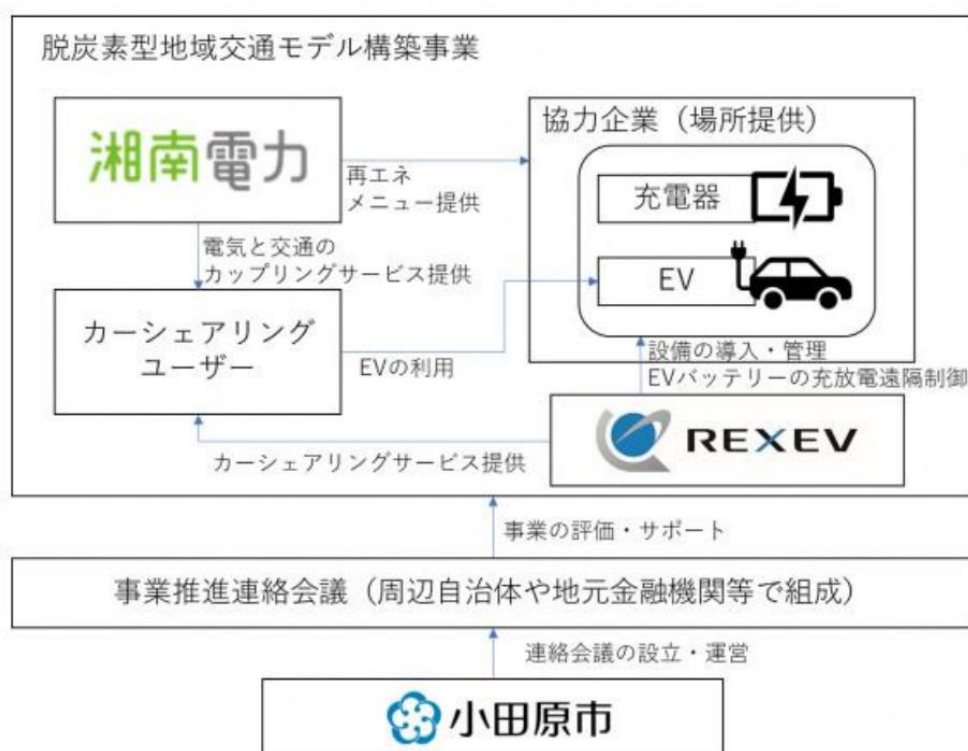 脱炭素型地域交通モデル構築事業
湘南電力
再エネ
メニュー提供
協力企業（場所提供）
充電器
EV
電気と交通の
カップリングサービス提供
カーシェアリング
ユーザー
EVの利用
設備の導入・管理
EVバッテリーの充放電遠隔制御
REXEV
カーシェアリングサービス提供
事業の評価・サポート
事業推進連絡会議（周辺自治体や地元金融機関等で組成）
連絡会議の設立・運営
小田原市